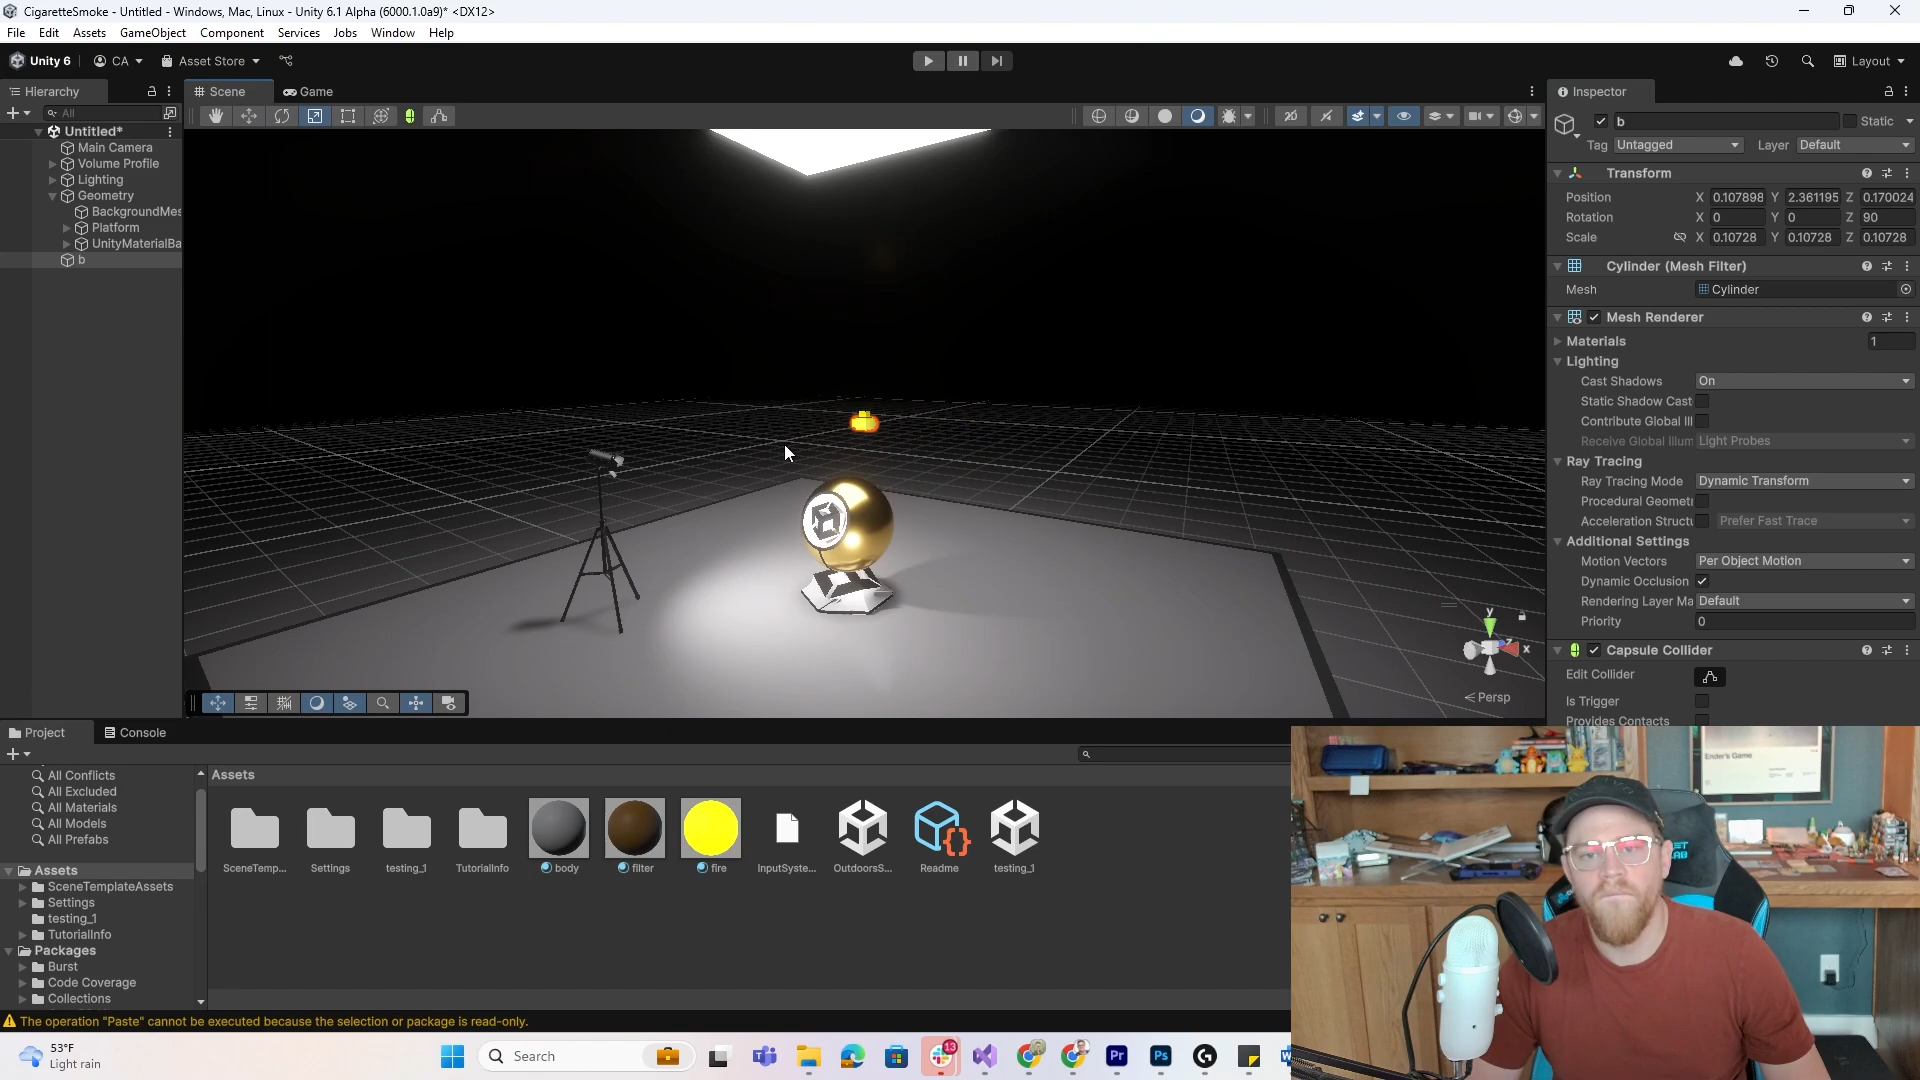 CigaretteSmoke - Untitled - Windows, Mac, Linux - Unity 6.1 Alpha (6000.1.0a9)* <DX12>
File Edit Assets GameObject Component Services Jobs Window Help
Unity 6 CA Asset Store Layout
Hierarchy Scene Game Inspector
All
b Static
Tag Untagged Layer Default
Untitled*
Main Camera
Volume Profile
Lighting
Geometry
BackgroundMes
Platform
UnityMaterialBa
b
Transform
Position X 0.107898 Y 2.361195 Z 0.170024
Rotation X 0 Y 0 Z 90
Scale X 0.10728 Y 0.10728 Z 0.10728
Cylinder (Mesh Filter)
Mesh Cylinder
Mesh Renderer
Materials 1
Lighting
Cast Shadows On
Static Shadow Cast
Contribute Global Ill
Receive Global Illum Light Probes
Ray Tracing
Ray Tracing Mode Dynamic Transform
Procedural Geometr
Acceleration Structu Prefer Fast Trace
Additional Settings
Motion Vectors Per Object Motion
Dynamic Occlusion
Rendering Layer Ma Default
Priority 0
Capsule Collider
Edit Collider
Is Trigger
Provides Contacts
y
x
z
Persp
Project Console
All Conflicts
All Excluded
All Materials
All Models
All Prefabs
Assets
SceneTemplateAssets
Settings
testing_1
TutorialInfo
Packages
Burst
Code Coverage
Collections
Assets
SceneTemp... Settings testing_1 TutorialInfo body filter fire InputSyste... OutdoorsS... Readme testing_1
Ender's Game
The operation "Paste" cannot be executed because the selection or package is read-only.
53°F
Light rain
Search
13
Pr
Ps